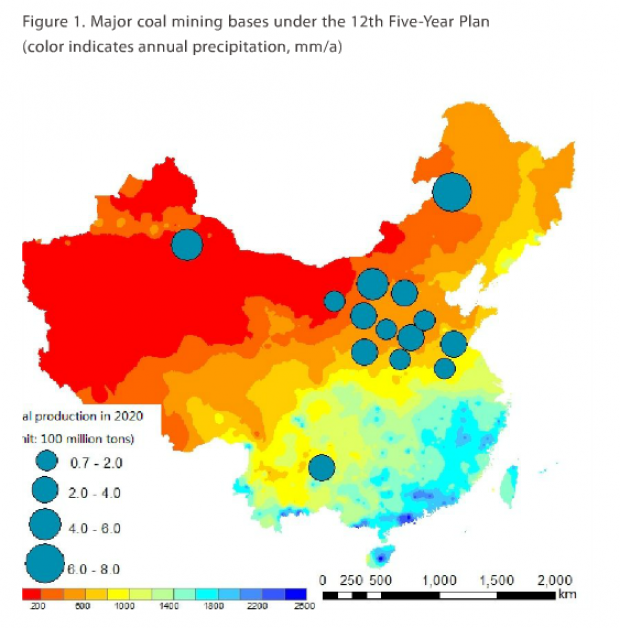 Figure 1. Major coal mining bases under the 12th Five-Year Plan
(color indicates annual precipitation, mm/a)
al production in 2020
it: 100 million tons)
0.7 - 2.0
2.0 - 4.0
4.0 - 6.0
6.0 - 8.0
0 250 500 1,000 1,500 2,000
km
200 600 1000 1400 1800 2200 2600